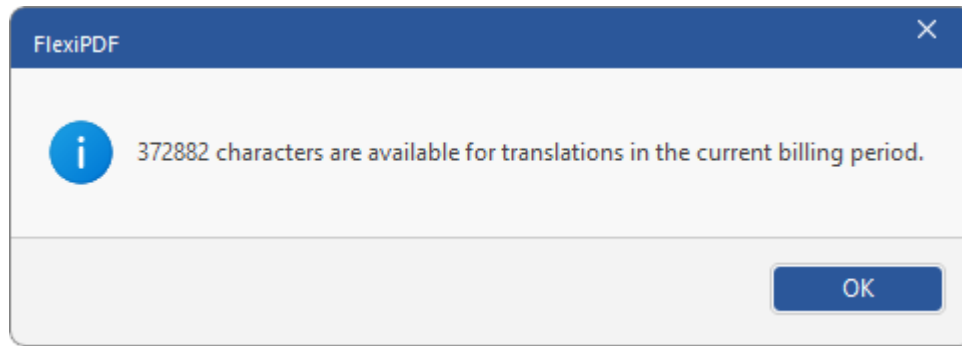 FlexiPDF
372882 characters are available for translations in the current billing period.
OK